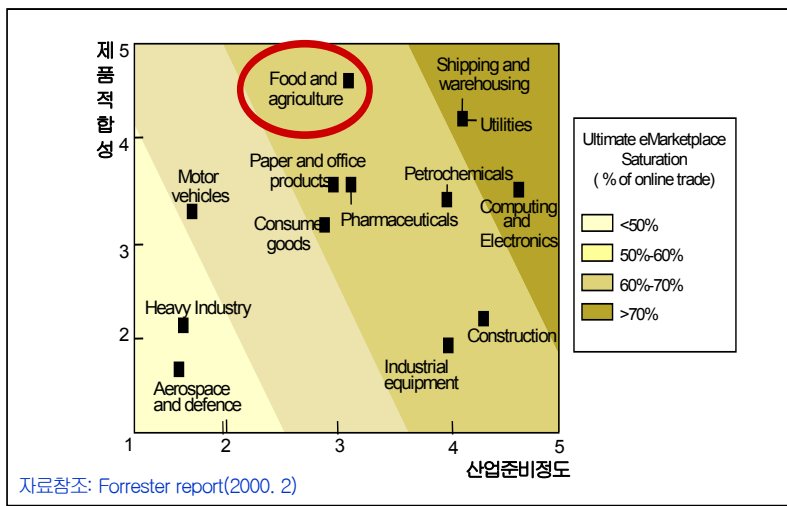 제품적합성
5
4
3
2
1
2
3
4
5
산업준비정도
Food and
agriculture
Shipping and
warehousing
Utilities
Motor
vehicles
Paper and office
products
Petrochemicals
Pharmaceuticals
Computing
and
Electronics
Consumer
goods
Heavy Industry
Construction
Industrial
equipment
Aerospace
and defence
Ultimate eMarketplace
Saturation
( % of online trade)
<50%
50%-60%
60%-70%
>70%
자료참조: Forrester report(2000. 2)